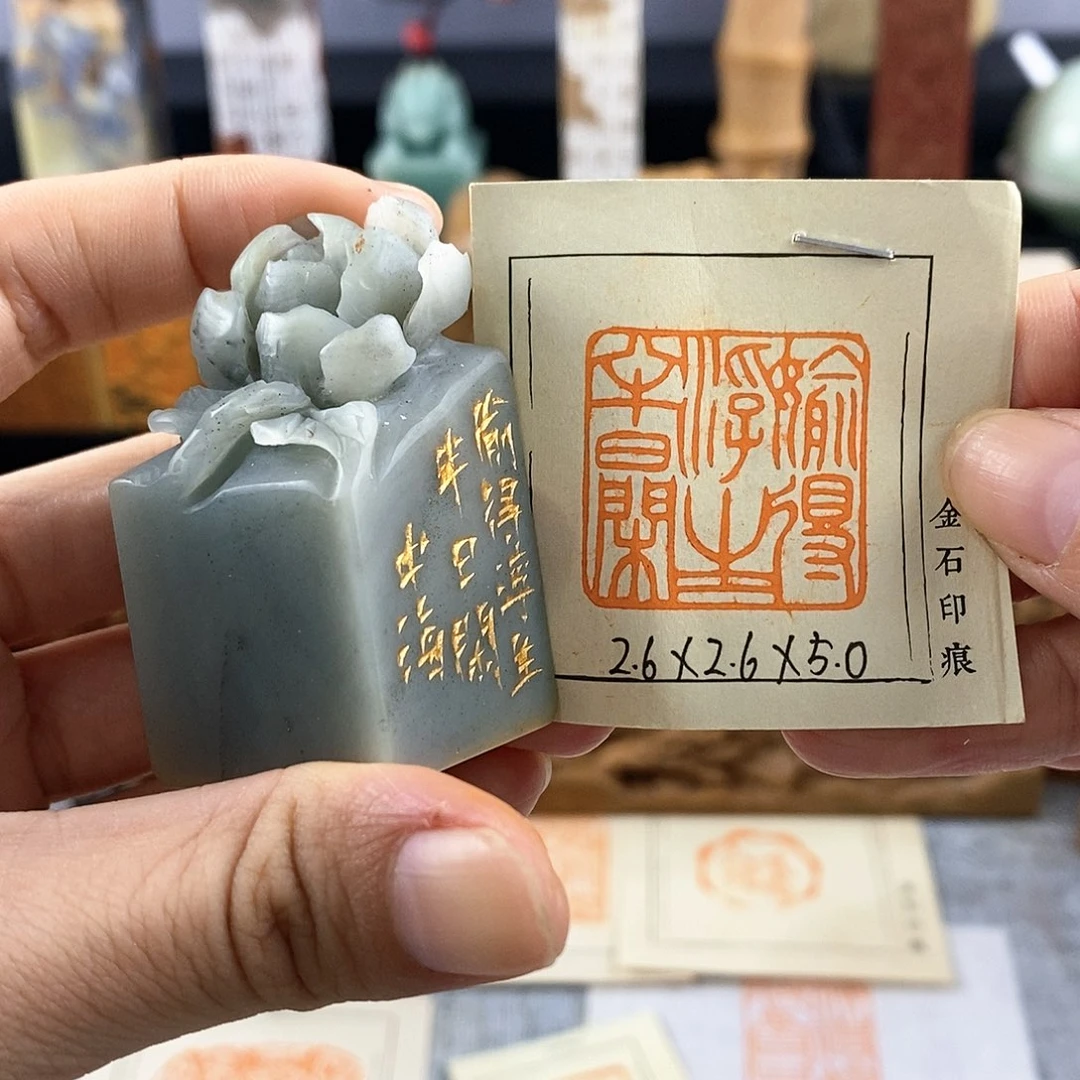 偷得
浮生
半日閑
2.6×2.6×5.0
金石印痕
偷得浮生
半日閑